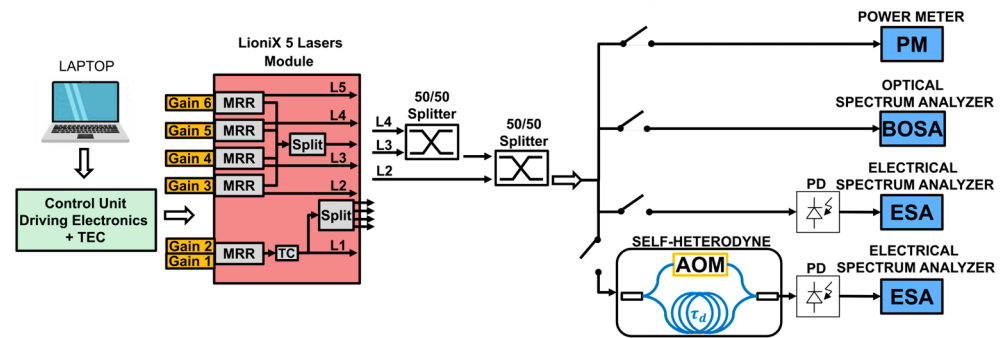 LAPTOP
Control Unit
Driving Electronics
+ TEC
LioniX 5 Lasers
Module
Gain 6
MRR
L5
Gain 5
MRR
L4
Split
Gain 4
MRR
L3
Gain 3
MRR
L2
Split
Gain 2
Gain 1
MRR
TC
L1
L4
L3
L2
50/50
Splitter
50/50
Splitter
POWER METER
PM
OPTICAL
SPECTRUM ANALYZER
BOSA
ELECTRICAL
SPECTRUM ANALYZER
PD
ESA
SELF-HETERODYNE
AOM
τd
ELECTRICAL
SPECTRUM ANALYZER
PD
ESA